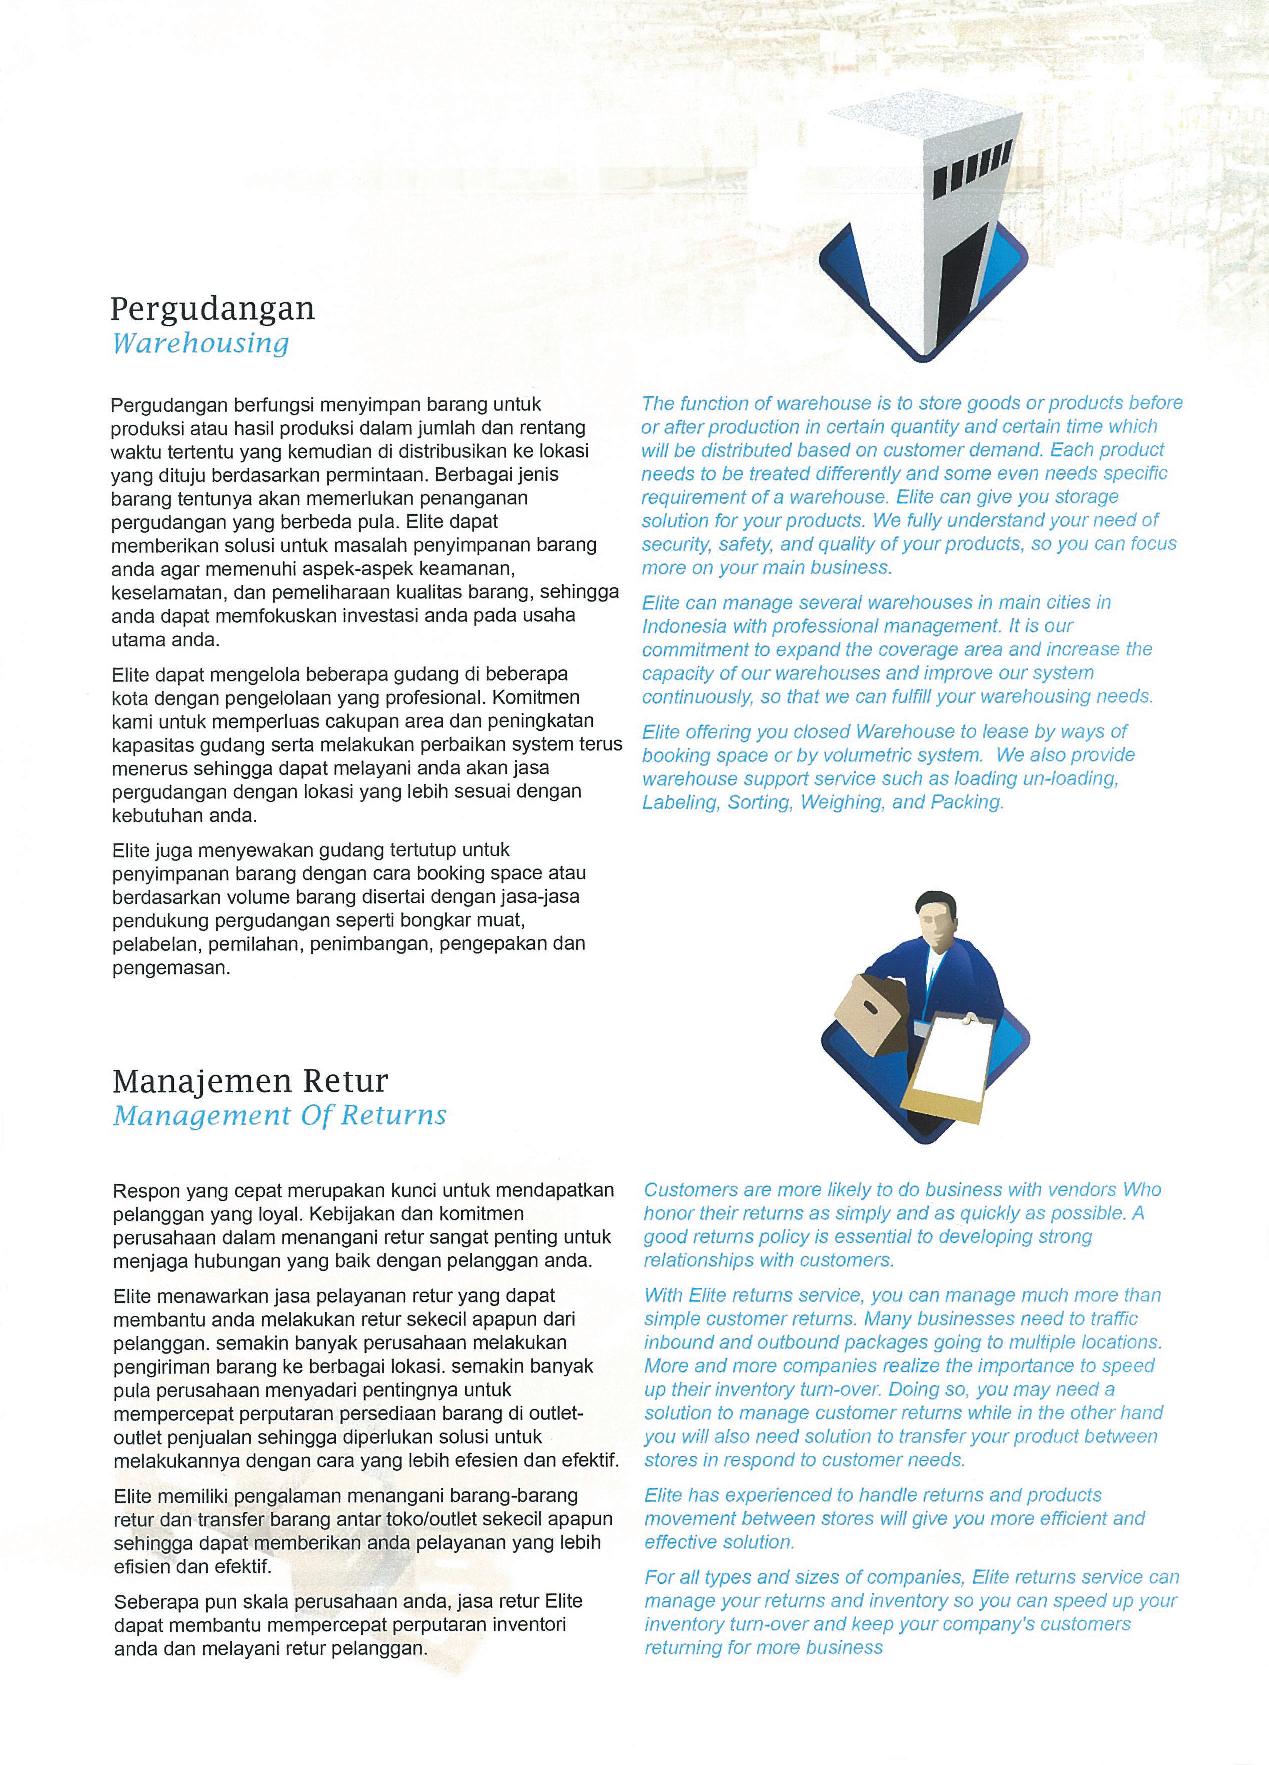 Pergudangan
Warehousing
Pergudangan berfungsi menyimpan barang untuk
produksi atau hasil produksi dalam jumlah dan rentang
waktu tertentu yang kemudian di distribusikan ke lokasi
yang dituju berdasarkan permintaan. Berbagai jenis
barang tentunya akan memerlukan penanganan
pergudangan yang berbeda pula. Elite dapat
memberikan solusi untuk masalah penyimpanan barang
anda agar memenuhi aspek-aspek keamanan,
keselamatan, dan pemeliharaan kualitas barang, sehingga
anda dapat memfokuskan investasi anda pada usaha
utama anda.
Elite dapat mengelola beberapa gudang di beberapa
kota dengan pengelolaan yang profesional. Komitmen
kami untuk memperluas cakupan area dan peningkatan
kapasitas gudang serta melakukan perbaikan system terus
menerus sehingga dapat melayani anda akan jasa
pergudangan dengan lokasi yang lebih sesuai dengan
kebutuhan anda.
Elite juga menyewakan gudang tertutup untuk
penyimpanan barang dengan cara booking space atau
berdasarkan volume barang disertai dengan jasa-jasa
pendukung pergudangan seperti bongkar muat,
pelabelan, pemilahan, penimbangan, pengepakan dan
pengemasan.
The function of warehouse is to store goods or products before
or after production in certain quantity and certain time which
will be distributed based on customer demand. Each product
needs to be treated differently and some even needs specific
requirement of a warehouse. Elite can give you storage
solution for your products. We fully understand your need of
security, safety, and quality of your products, so you can focus
more on your main business.
Elite can manage several warehouses in main cities in
Indonesia with professional management. It is our
commitment to expand the coverage area and increase the
capacity of our warehouses and improve our system
continuously, so that we can fulfill your warehousing needs.
Elite offering you closed Warehouse to lease by ways of
booking space or by volumetric system. We also provide
warehouse support service such as loading un-loading,
Labeling, Sorting, Weighing, and Packing.
Manajemen Retur
Management Of Returns
Respon yang cepat merupakan kunci untuk mendapatkan
pelanggan yang loyal. Kebijakan dan komitmen
perusahaan dalam menangani retur sangat penting untuk
menjaga hubungan yang baik dengan pelanggan anda.
Elite menawarkan jasa pelayanan retur yang dapat
membantu anda melakukan retur sekecil apapun dari
pelanggan. semakin banyak perusahaan melakukan
pengiriman barang ke berbagai lokasi. semakin banyak
pula perusahaan menyadari pentingnya untuk
mempercepat perputaran persediaan barang di outlet-
outlet penjualan sehingga diperlukan solusi untuk
melakukannya dengan cara yang lebih efesien dan efektif.
Elite memiliki pengalaman menangani barang-barang
retur dan transfer barang antar toko/outlet sekecil apapun
sehingga dapat memberikan anda pelayanan yang lebih
efisien dan efektif.
Seberapa pun skala perusahaan anda, jasa retur Elite
dapat membantu mempercepat perputaran inventori
anda dan melayani retur pelanggan.
Customers are more likely to do business with vendors Who
honor their returns as simply and as quickly as possible. A
good returns policy is essential to developing strong
relationships with customers.
With Elite returns service, you can manage much more than
simple customer returns. Many businesses need to traffic
inbound and outbound packages going to multiple locations.
More and more companies realize the importance to speed
up their inventory turn-over. Doing so, you may need a
solution to manage customer returns while in the other hand
you will also need solution to transfer your product between
stores in respond to customer needs.
Elite has experienced to handle returns and products
movement between stores will give you more efficient and
effective solution.
For all types and sizes of companies, Elite returns service can
manage your returns and inventory so you can speed up your
inventory turn-over and keep your company's customers
returning for more business